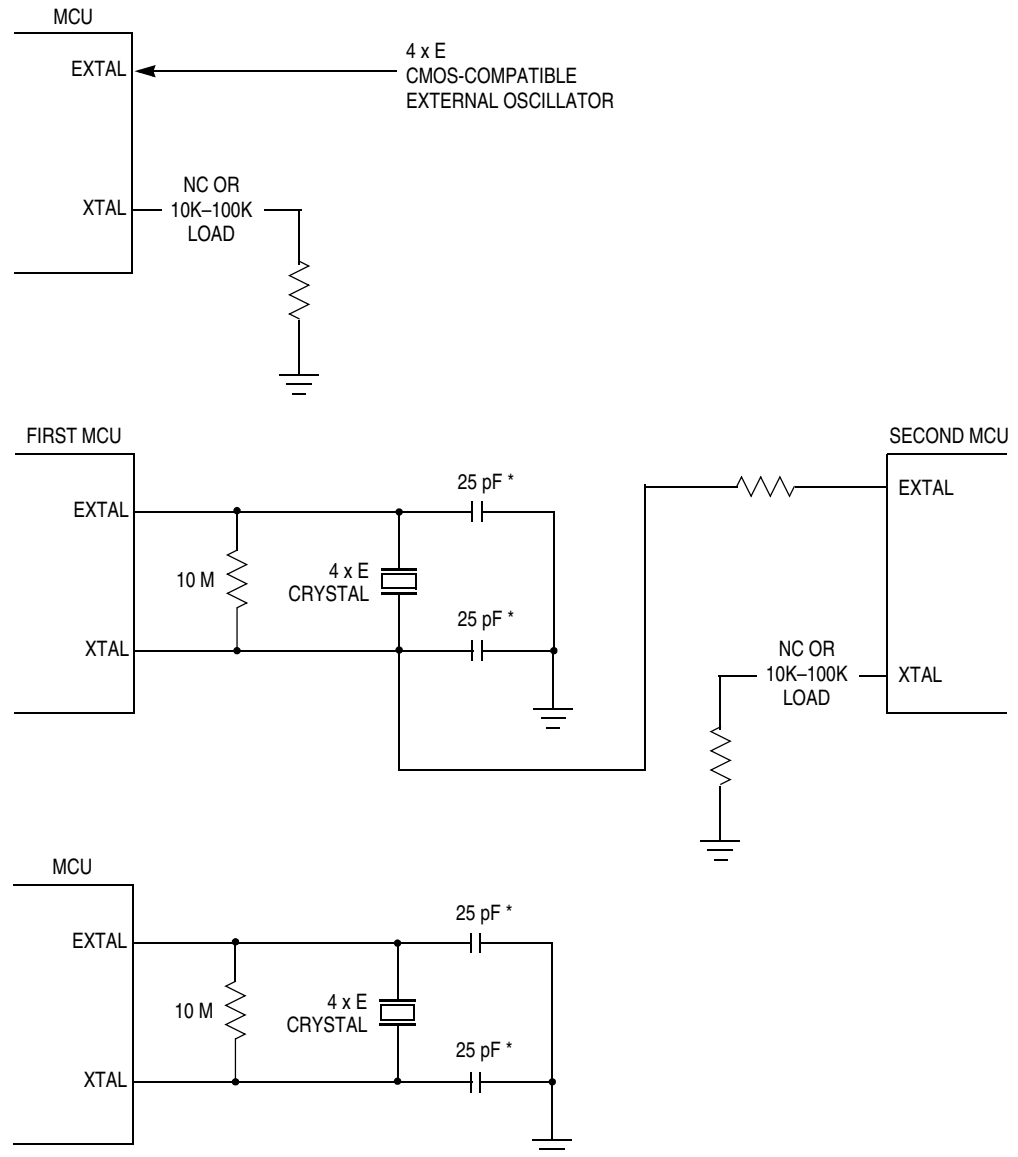 MCU
EXTAL
4 x E
CMOS-COMPATIBLE
EXTERNAL OSCILLATOR
XTAL
NC OR
10K–100K
LOAD
FIRST MCU
SECOND MCU
EXTAL
25 pF *
EXTAL
10 M
4 x E
CRYSTAL
25 pF *
XTAL
NC OR
10K–100K
LOAD
XTAL
MCU
EXTAL
25 pF *
10 M
4 x E
CRYSTAL
25 pF *
XTAL